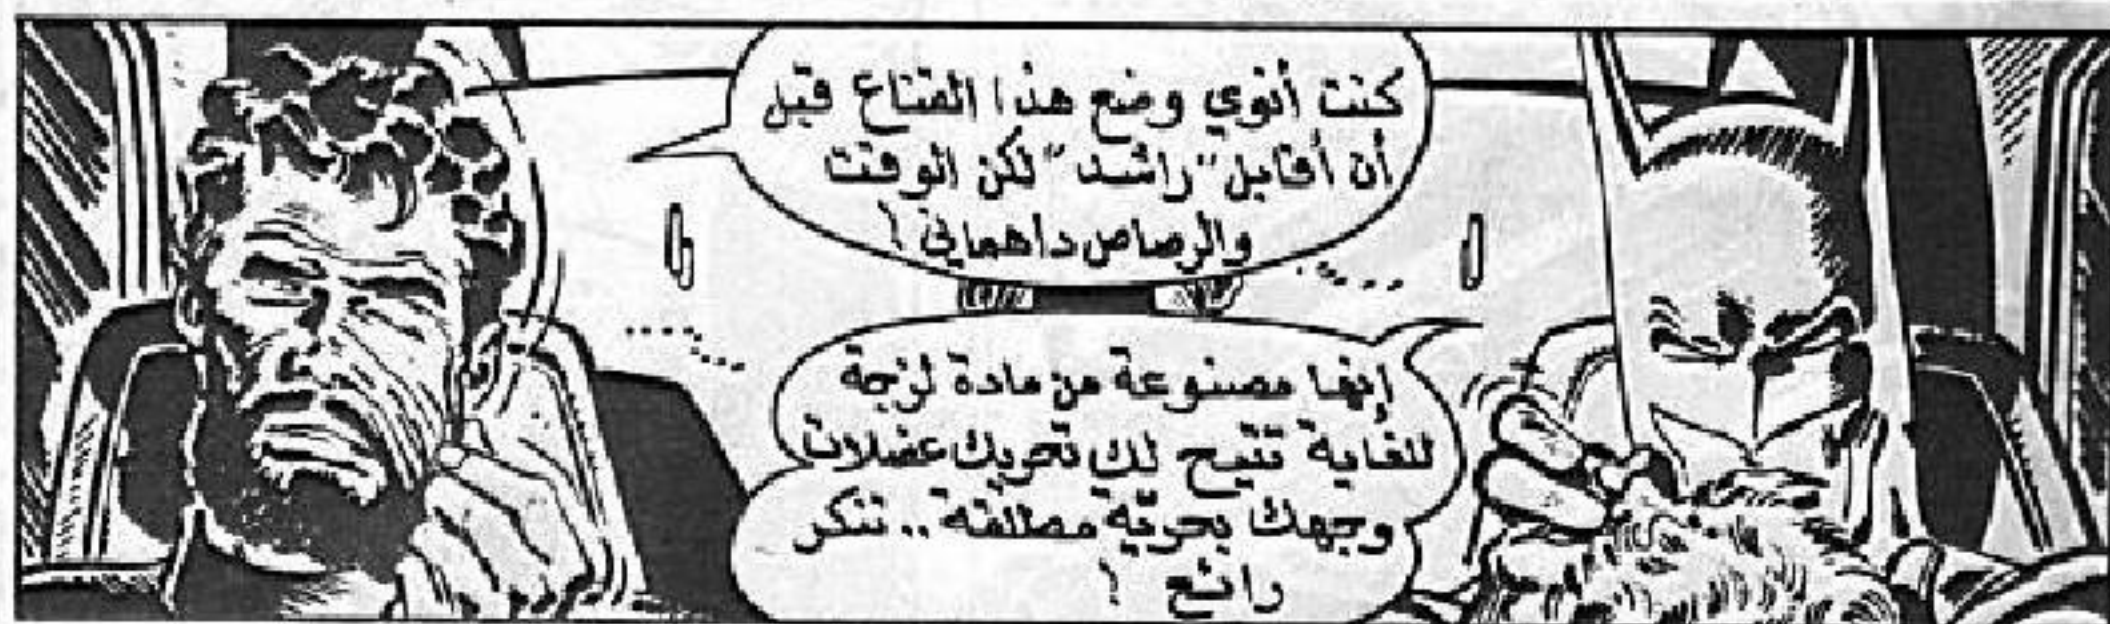 كنت أنوي وضع هذا القناع قبل
أن أقابل "راشد" لكن الوقت
والرصاص داهماني !
إنها مصنوعة من مادة لزجة
للغاية تتيح لك تحريك عضلات
وجهك بحريّة مطلقة .. تنكر
رائع !